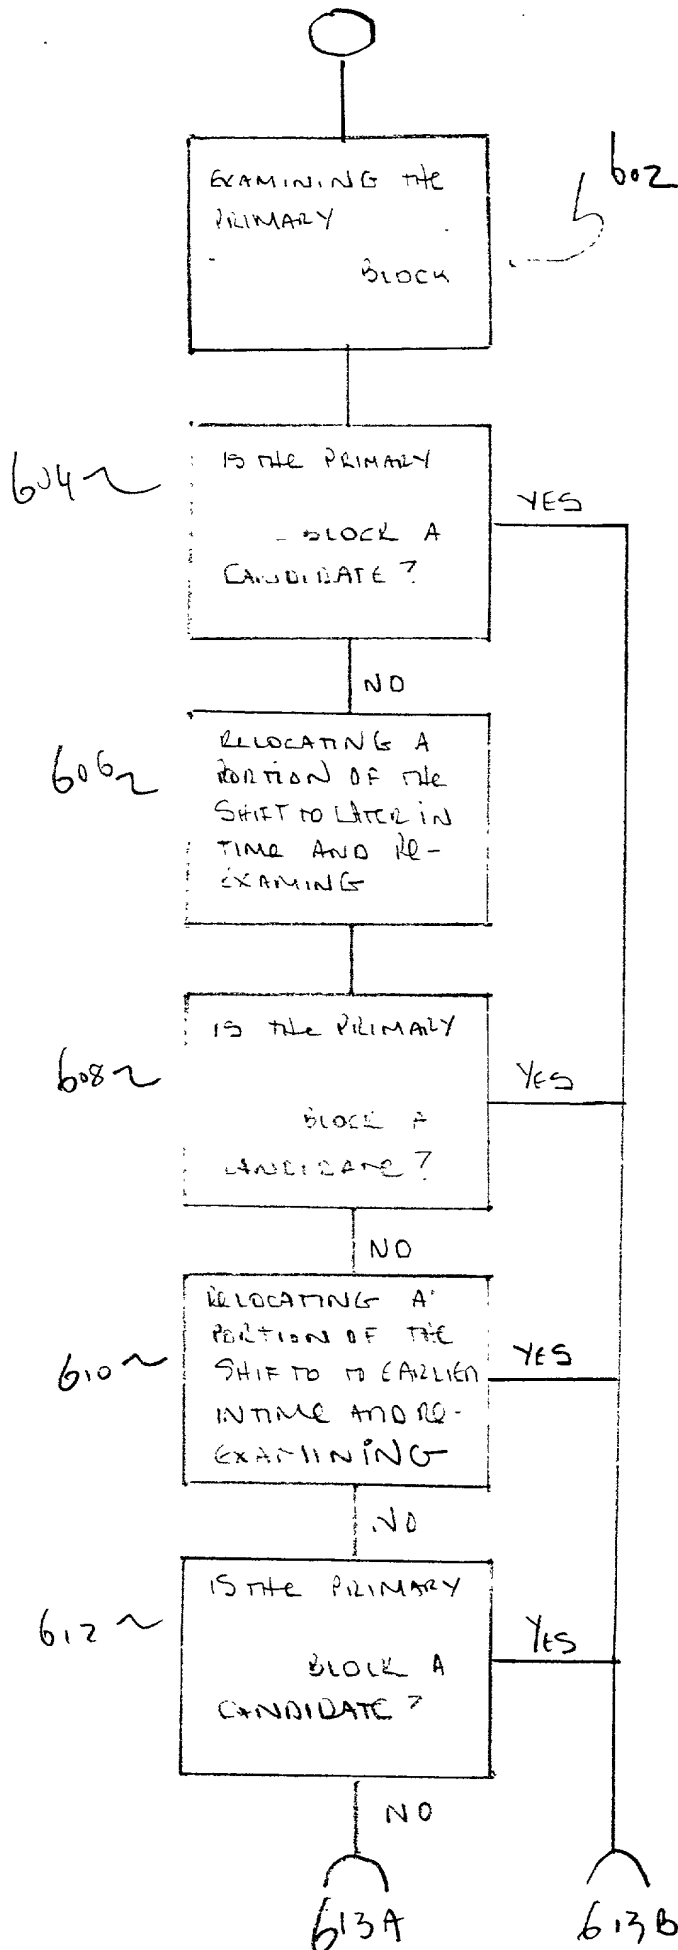 602
EXAMINING THE
PRIMARY
BLOCK
604
IS THE PRIMARY
BLOCK A
CANDIDATE?
YES
NO
606
RELOCATING A
PORTION OF THE
SHIFT TO LATER IN
TIME AND RE-
EXAMING
608
IS THE PRIMARY
BLOCK A
CANDIDATE?
YES
NO
610
RELOCATING A
PORTION OF THE
SHIFT TO TO EARLIER
IN TIME AND RE-
EXAMINING
YES
NO
612
IS THE PRIMARY
BLOCK A
CANDIDATE?
YES
NO
613A
613B